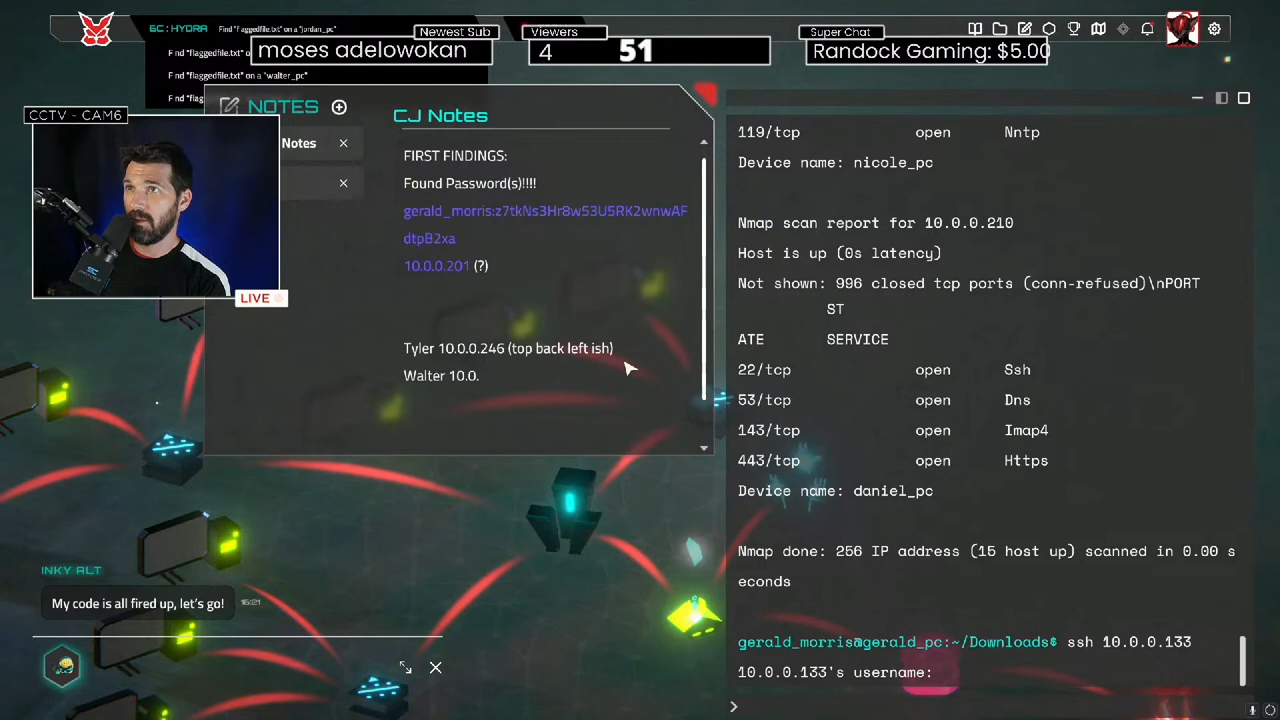 GC: HYDRA
Find "flaggedfile.txt" on a "jordan_pc"
Find "flaggedfile.txt" o
Find "flaggedfile.txt" on a "walter_pc"
Find "flag
Newest Sub
moses adelowokan
Viewers
4
51
Super Chat
Randock Gaming: $5.00
CCTV - CAM6
LIVE
NOTES
Notes
CJ Notes
FIRST FINDINGS:
Found Password(s)!!!!
gerald_morris:z7tkNs3Hr8w53U5RK2wnwAF
dtpB2xa
10.0.0.201 (?)
Tyler 10.0.0.246 (top back left ish)
Walter 10.0.
119/tcp open Nntp
Device name: nicole_pc
Nmap scan report for 10.0.0.210
Host is up (0s latency)
Not shown: 996 closed tcp ports (conn-refused)\nPORT
ST
ATE SERVICE
22/tcp open Ssh
53/tcp open Dns
143/tcp open Imap4
443/tcp open Https
Device name: daniel_pc
Nmap done: 256 IP address (15 host up) scanned in 0.00 s
econds
gerald_morris@gerald_pc:~/Downloads$ ssh 10.0.0.133
10.0.0.133's username:
>
INKY ALT
My code is all fired up, let's go!